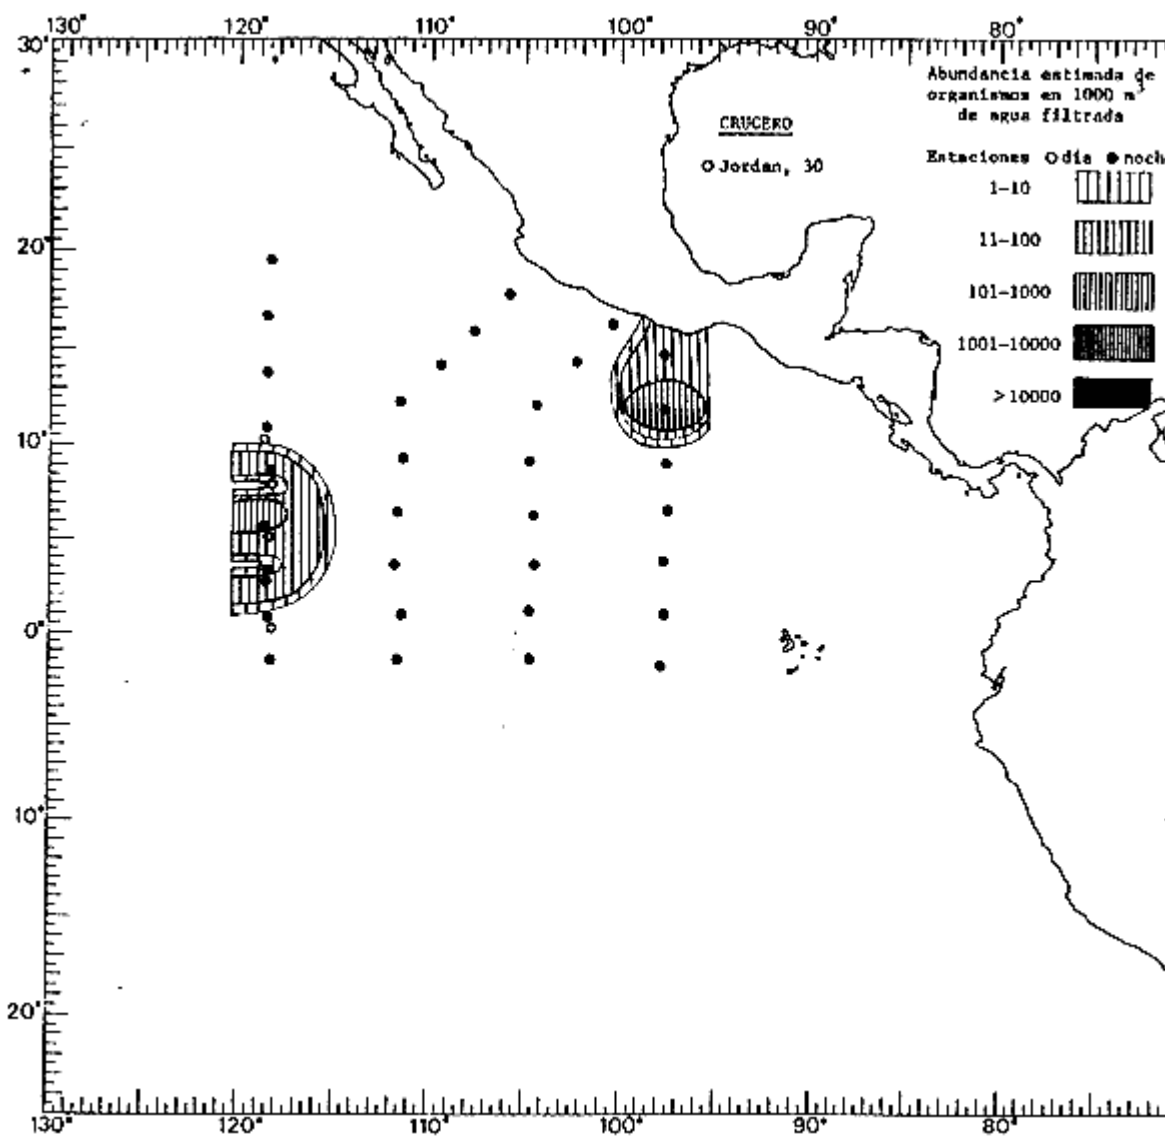 130° 120° 110° 100° 90° 80°
30°
Abundancia estimada de
organismos en 1000 m³
de agua filtrada
CRUCERO
Jordan, 30
Estaciones día noch
1-10
11-100
101-1000
1001-10000
>10000
20°
10°
0°
10°
20°
130° 120° 110° 100° 90° 80°